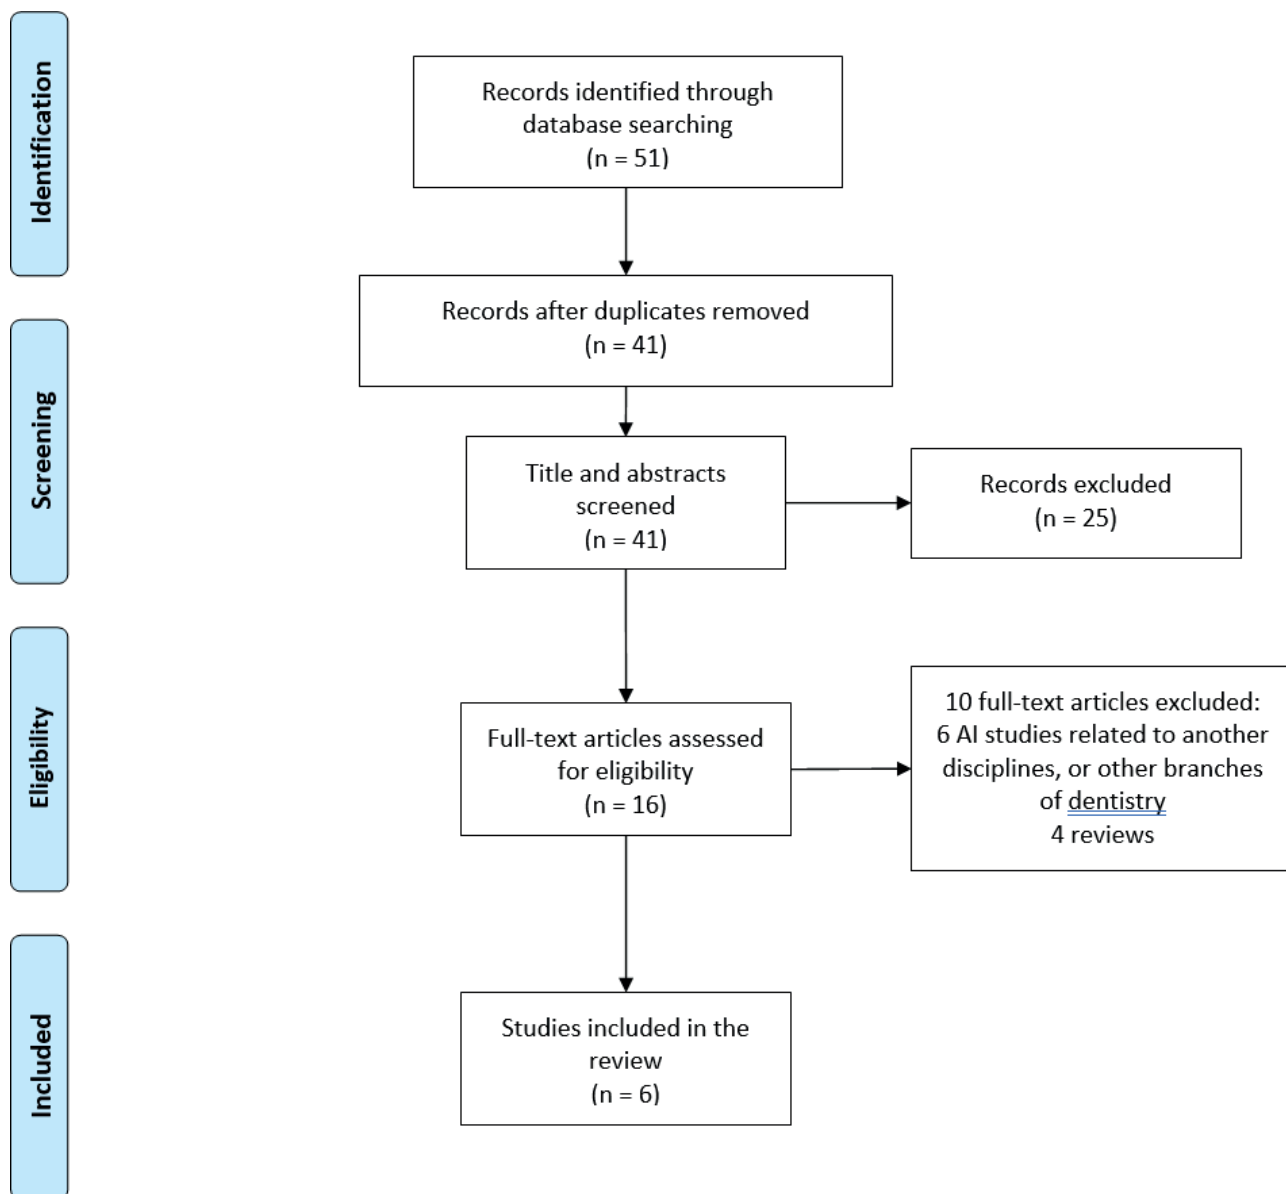 Identification
Records identified through
database searching
(n = 51)
Records after duplicates removed
(n = 41)
Screening
Title and abstracts
screened
(n = 41)
Records excluded
(n = 25)
Eligibility
Full-text articles assessed
for eligibility
(n = 16)
10 full-text articles excluded:
6 AI studies related to another
disciplines, or other branches
of dentistry
4 reviews
Included
Studies included in the
review
(n = 6)